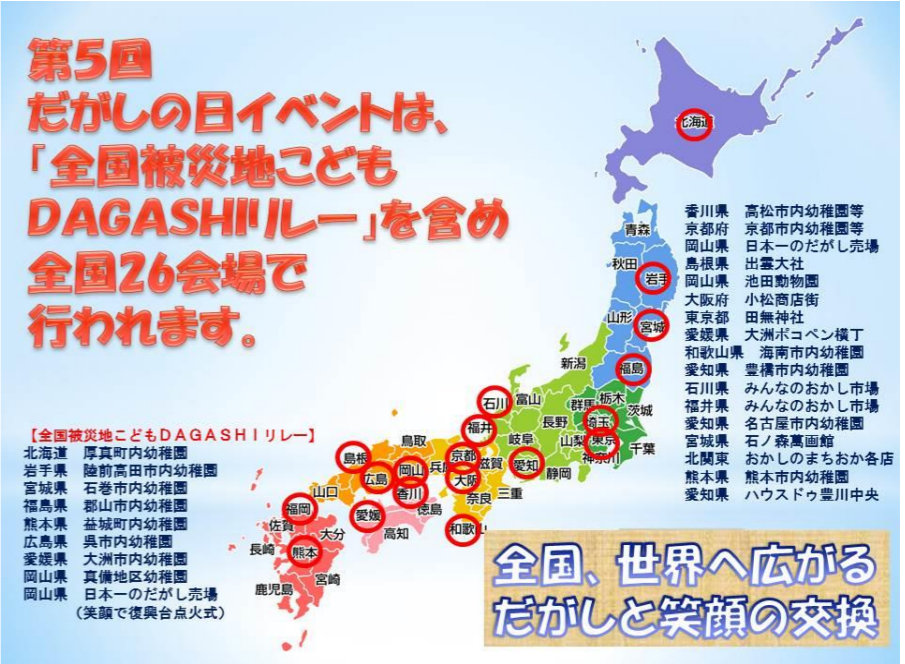 第5回
だがしの日イベントは、
「全国被災地こども
DAGASHIリレー」を含め
全国26会場で
行われます。
北海道
青森
秋田
岩手
山形
宮城
新潟
福島
石川
富山
群馬
栃木
福井
長野
埼玉
茨城
岐阜
山梨
東京
千葉
神奈川
鳥取
島根
岡山
兵庫
京都
滋賀
愛知
静岡
広島
大阪
山口
香川
奈良
三重
福岡
愛媛
徳島
和歌山
佐賀
大分
高知
長崎
熊本
宮崎
鹿児島
香川県 高松市内幼稚園等
京都府 京都市内幼稚園等
岡山県 日本一のだがし売場
島根県 出雲大社
岡山県 池田動物園
大阪府 小松商店街
東京都 田無神社
愛媛県 大洲ポコペン横丁
和歌山県 海南市内幼稚園
愛知県 豊橋市内幼稚園
石川県 みんなのおかし市場
福井県 みんなのおかし市場
愛知県 名古屋市内幼稚園
宮城県 石ノ森萬画館
北関東 おかしのまちおか各店
熊本県 熊本市内幼稚園
愛知県 ハウスドゥ豊川中央
【全国被災地こどもDAGASHIリレー】
北海道 厚真町内幼稚園
岩手県 陸前高田市内幼稚園
宮城県 石巻市内幼稚園
福島県 郡山市内幼稚園
熊本県 益城町内幼稚園
広島県 呉市内幼稚園
愛媛県 大洲市内幼稚園
岡山県 真備地区幼稚園
岡山県 日本一のだがし売場
(笑顔で復興台点火式)
全国、世界へ広がる
だがしと笑顔の交換